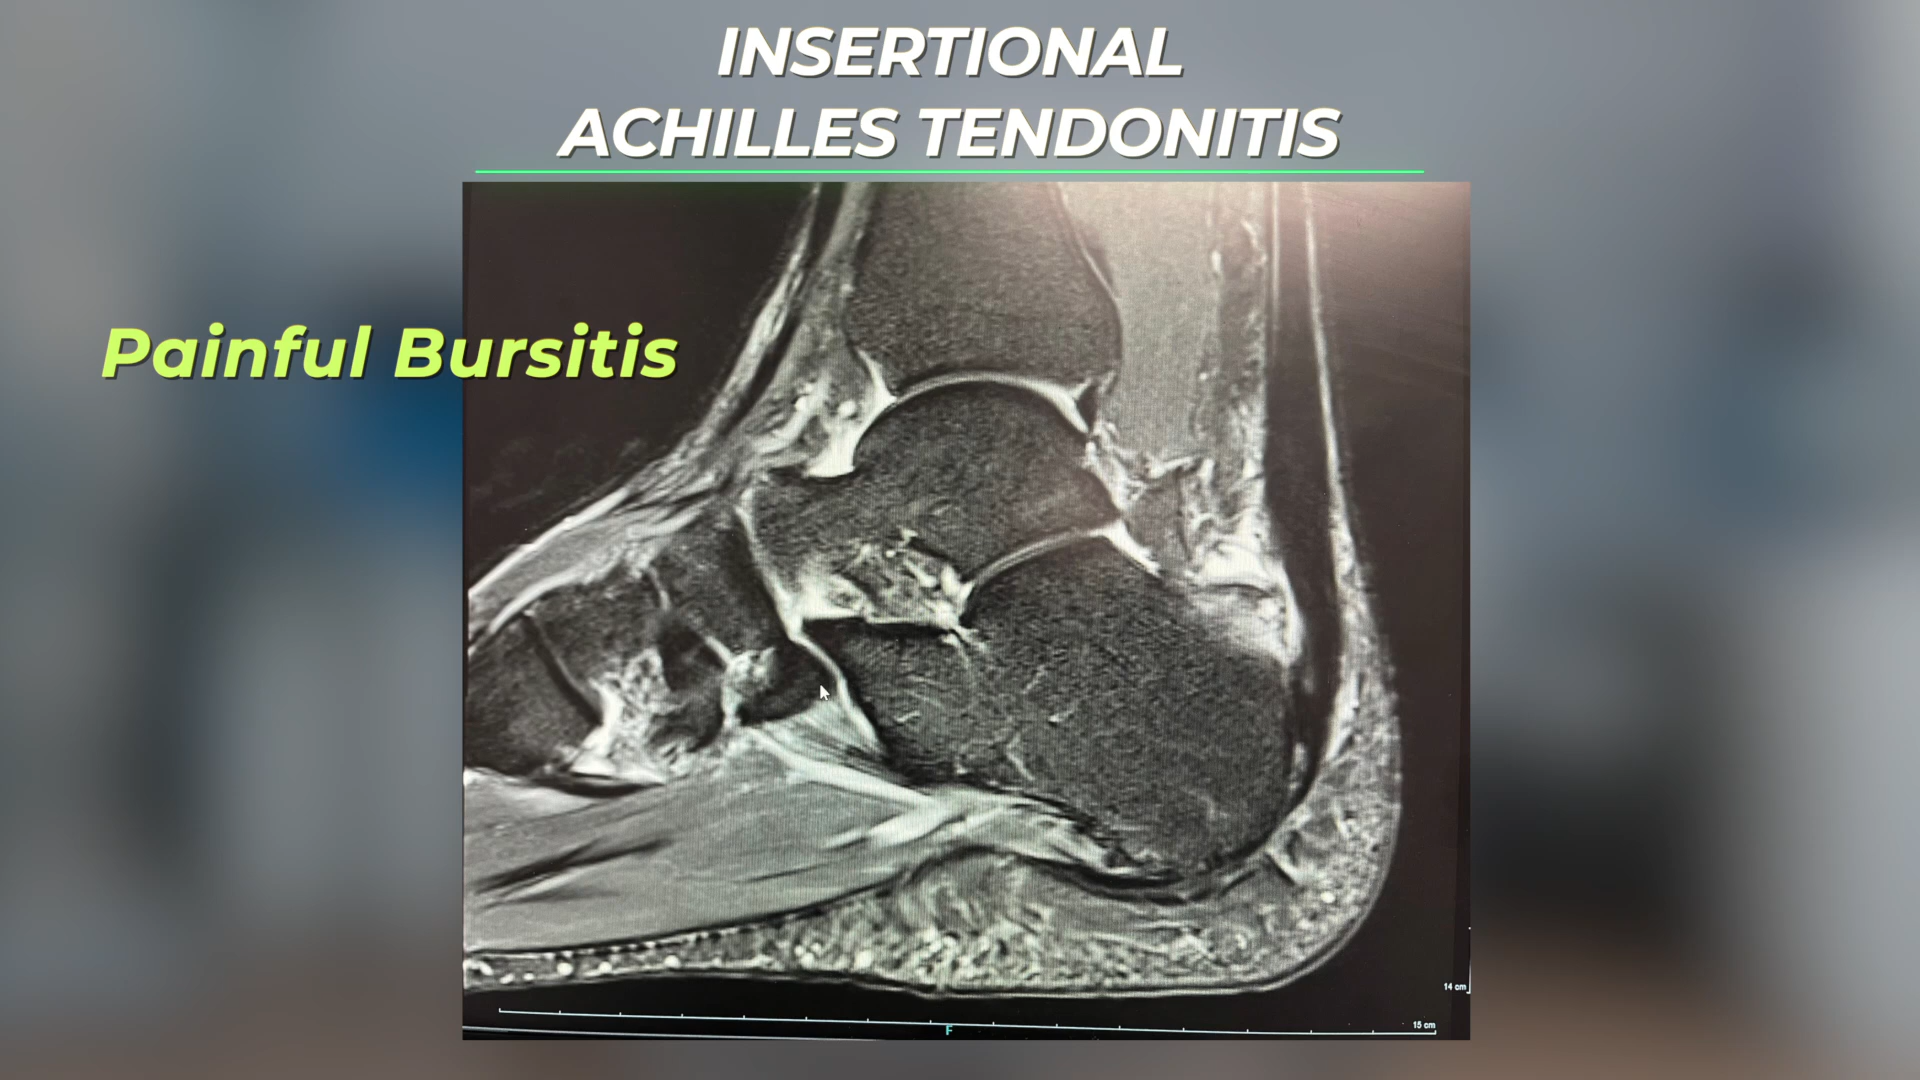 INSERTIONAL
ACHILLES TENDONITIS
Painful Bursitis
14 cm
15 cm
F